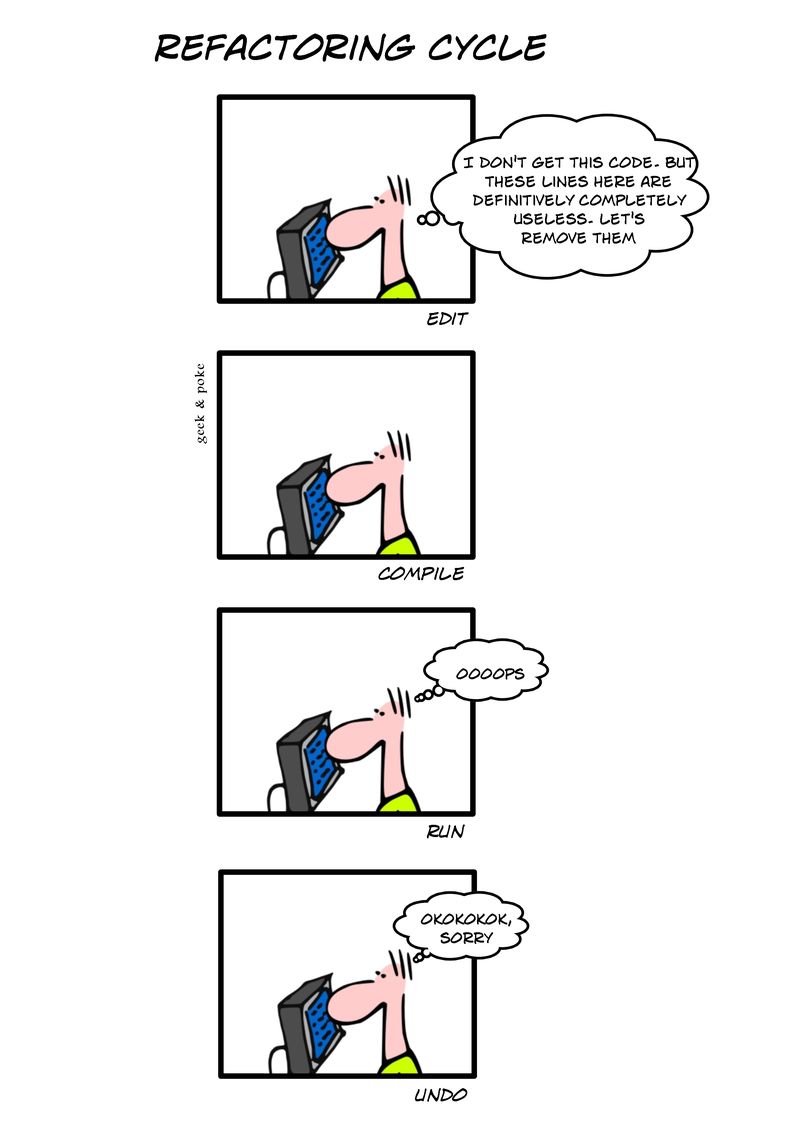 REFACTORING CYCLE
I DON'T GET THIS CODE. BUT
THESE LINES HERE ARE
DEFINITIVELY COMPLETELY
USELESS. LET'S
REMOVE THEM
EDIT
geek & poke
COMPILE
OOOOPS
RUN
OKOKOKOK,
SORRY
UNDO